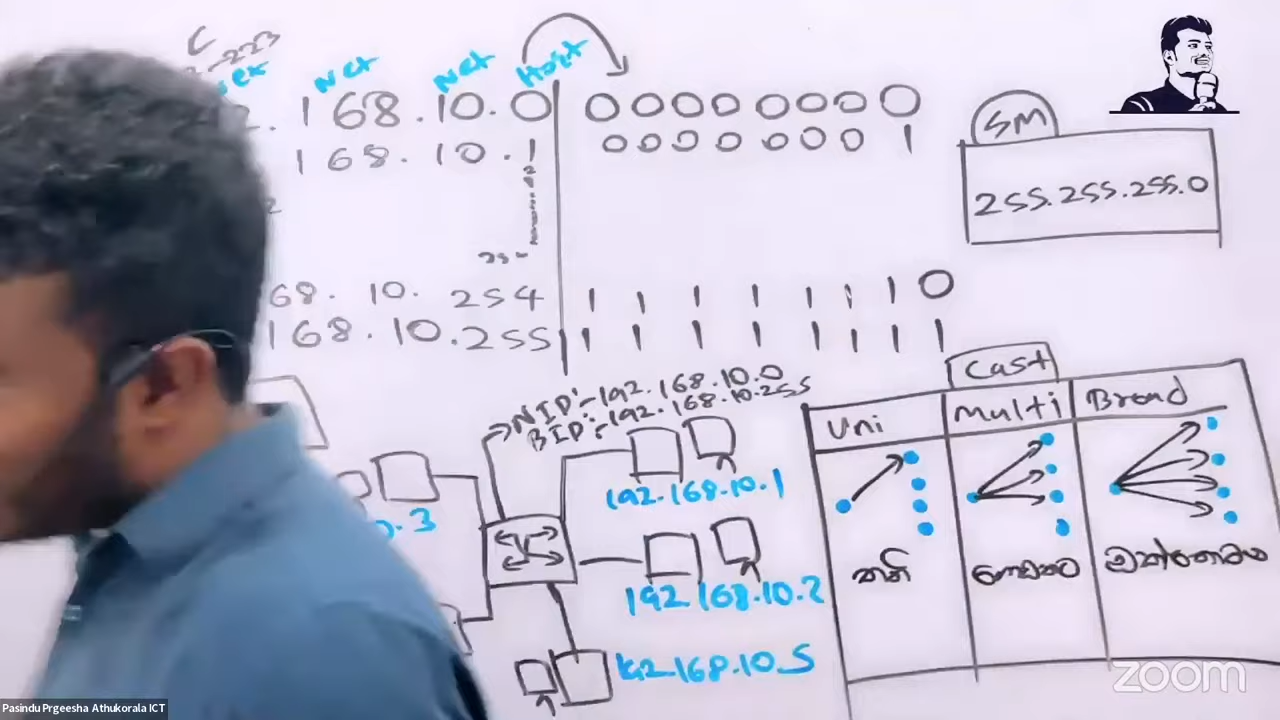 C
Net Net Host
168.10.0 0 0 0 0 0 0 0 0
168.10.1 0 0 0 0 0 0 0 1
SM
255.255.255.0
68.10.254 1 1 1 1 1 1 1 0
168.10.255 1 1 1 1 1 1 1 1
Cast
Uni Multi Broad
NID:-192.168.10.0
BID:-192.168.10.255
192.168.10.1
0.3
තනි
192 168.10.2
192.168.10.5
zoom
Pasindu Prgeesha Athukorala ICT